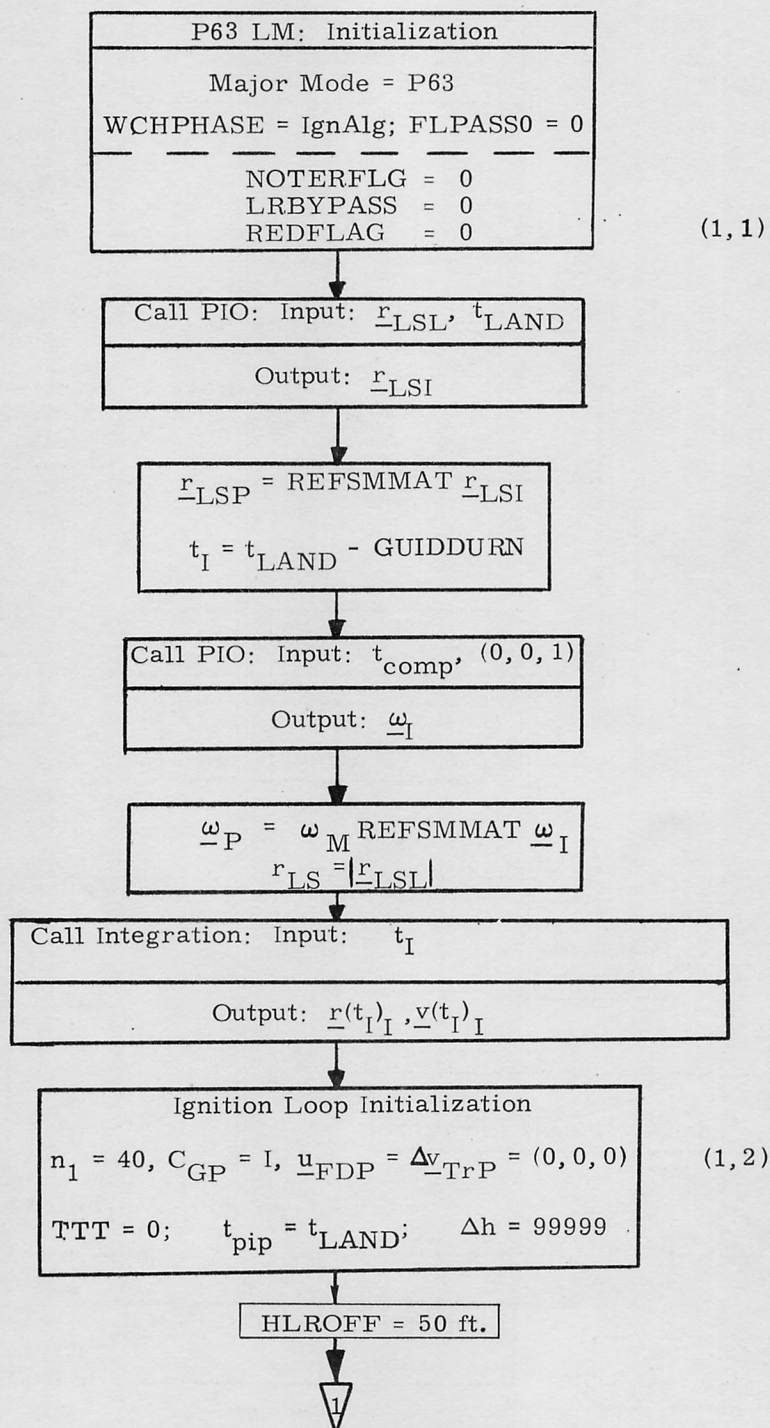 P63 LM: Initialization
Major Mode = P63
WCHPHASE = IgnAlg; FLPASS0 = 0
NOTERFLG = 0
LRBYPASS = 0
REDFLAG = 0
(1, 1)
Call PIO: Input: r_LSL, t_LAND
Output: r_LSI
r_LSP = REFSMMAT r_LSI
t_I = t_LAND - GUIDDURN
Call PIO: Input: t_comp, (0, 0, 1)
Output: ω_I
ω_P = ω_M REFSMMAT ω_I
r_LS = |r_LSL|
Call Integration: Input: t_I
Output: r(t_I)_I, v(t_I)_I
Ignition Loop Initialization
n_1 = 40, C_GP = I, u_FDP = Δv_TrP = (0, 0, 0)
(1, 2)
TTT = 0; t_pip = t_LAND; Δh = 99999
HLROFF = 50 ft.
1